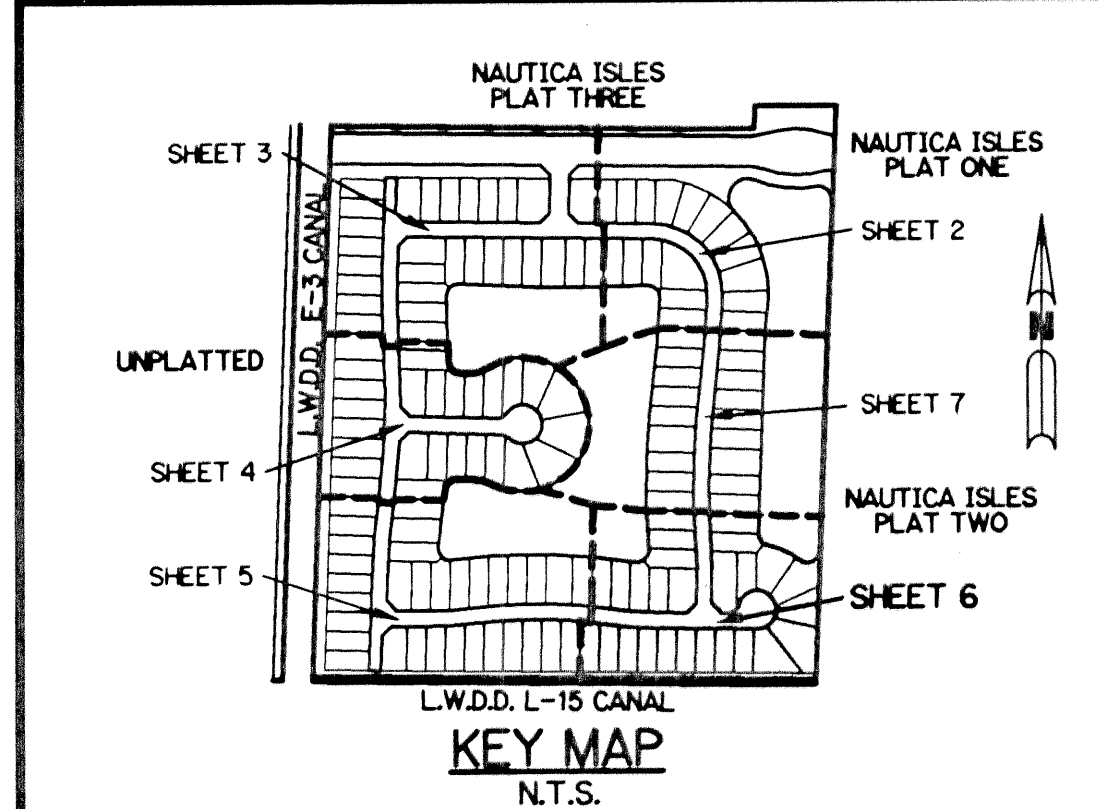 NAUTICA ISLES
PLAT THREE
SHEET 3
NAUTICA ISLES
PLAT ONE
SHEET 2
L.W.D.D. E-3 CANAL
N
UNPLATTED
SHEET 7
SHEET 4
NAUTICA ISLES
PLAT TWO
SHEET 5
SHEET 6
L.W.D.D. L-15 CANAL
KEY MAP
N.T.S.